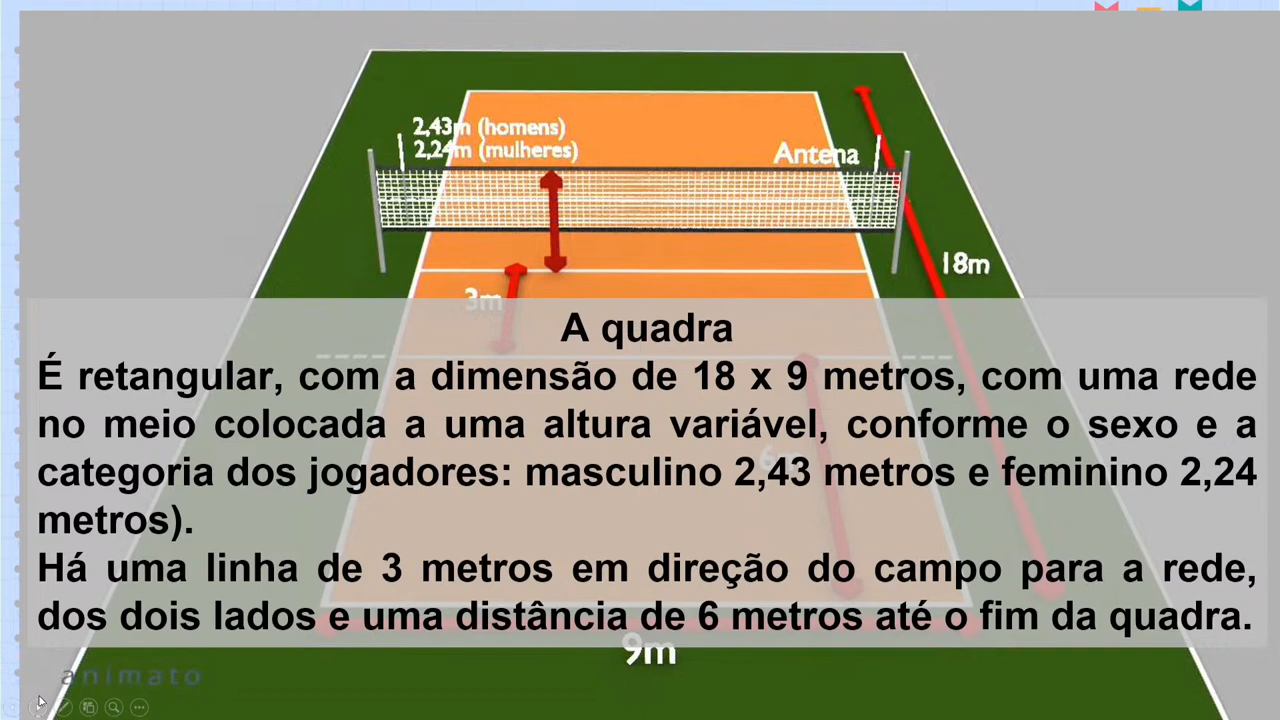 2,43m (homens)
2,24m (mulheres)
Antena
18m
3m
A quadra
É retangular, com a dimensão de 18 x 9 metros, com uma rede
no meio colocada a uma altura variável, conforme o sexo e a
categoria dos jogadores: masculino 2,43 metros e feminino 2,24
metros).
Há uma linha de 3 metros em direção do campo para a rede,
dos dois lados e uma distância de 6 metros até o fim da quadra.
9m
animato